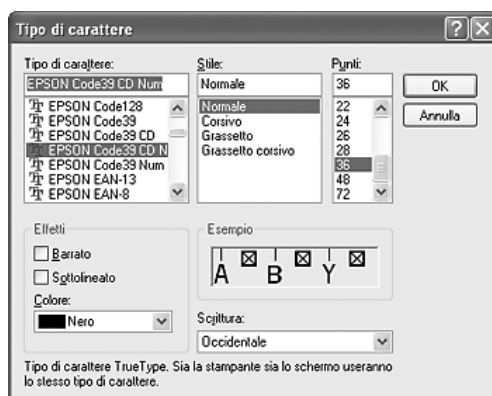 Tipo di carattere
Tipo di carattere:
EPSON Code39 CD Num
EPSON Code128
EPSON Code39
EPSON Code39 CD
EPSON Code39 CD N
EPSON Code39 Num
EPSON EAN-13
EPSON EAN-8
Stile:
Normale
Normale
Corsivo
Grassetto
Grassetto corsivo
Punti:
36
22
24
26
28
36
48
72
OK
Annulla
Effetti
Barrato
Sottolineato
Colore:
Nero
Esempio
A B Y
Scrittura:
Occidentale
Tipo di carattere TrueType. Sia la stampante sia lo schermo useranno
lo stesso tipo di carattere.